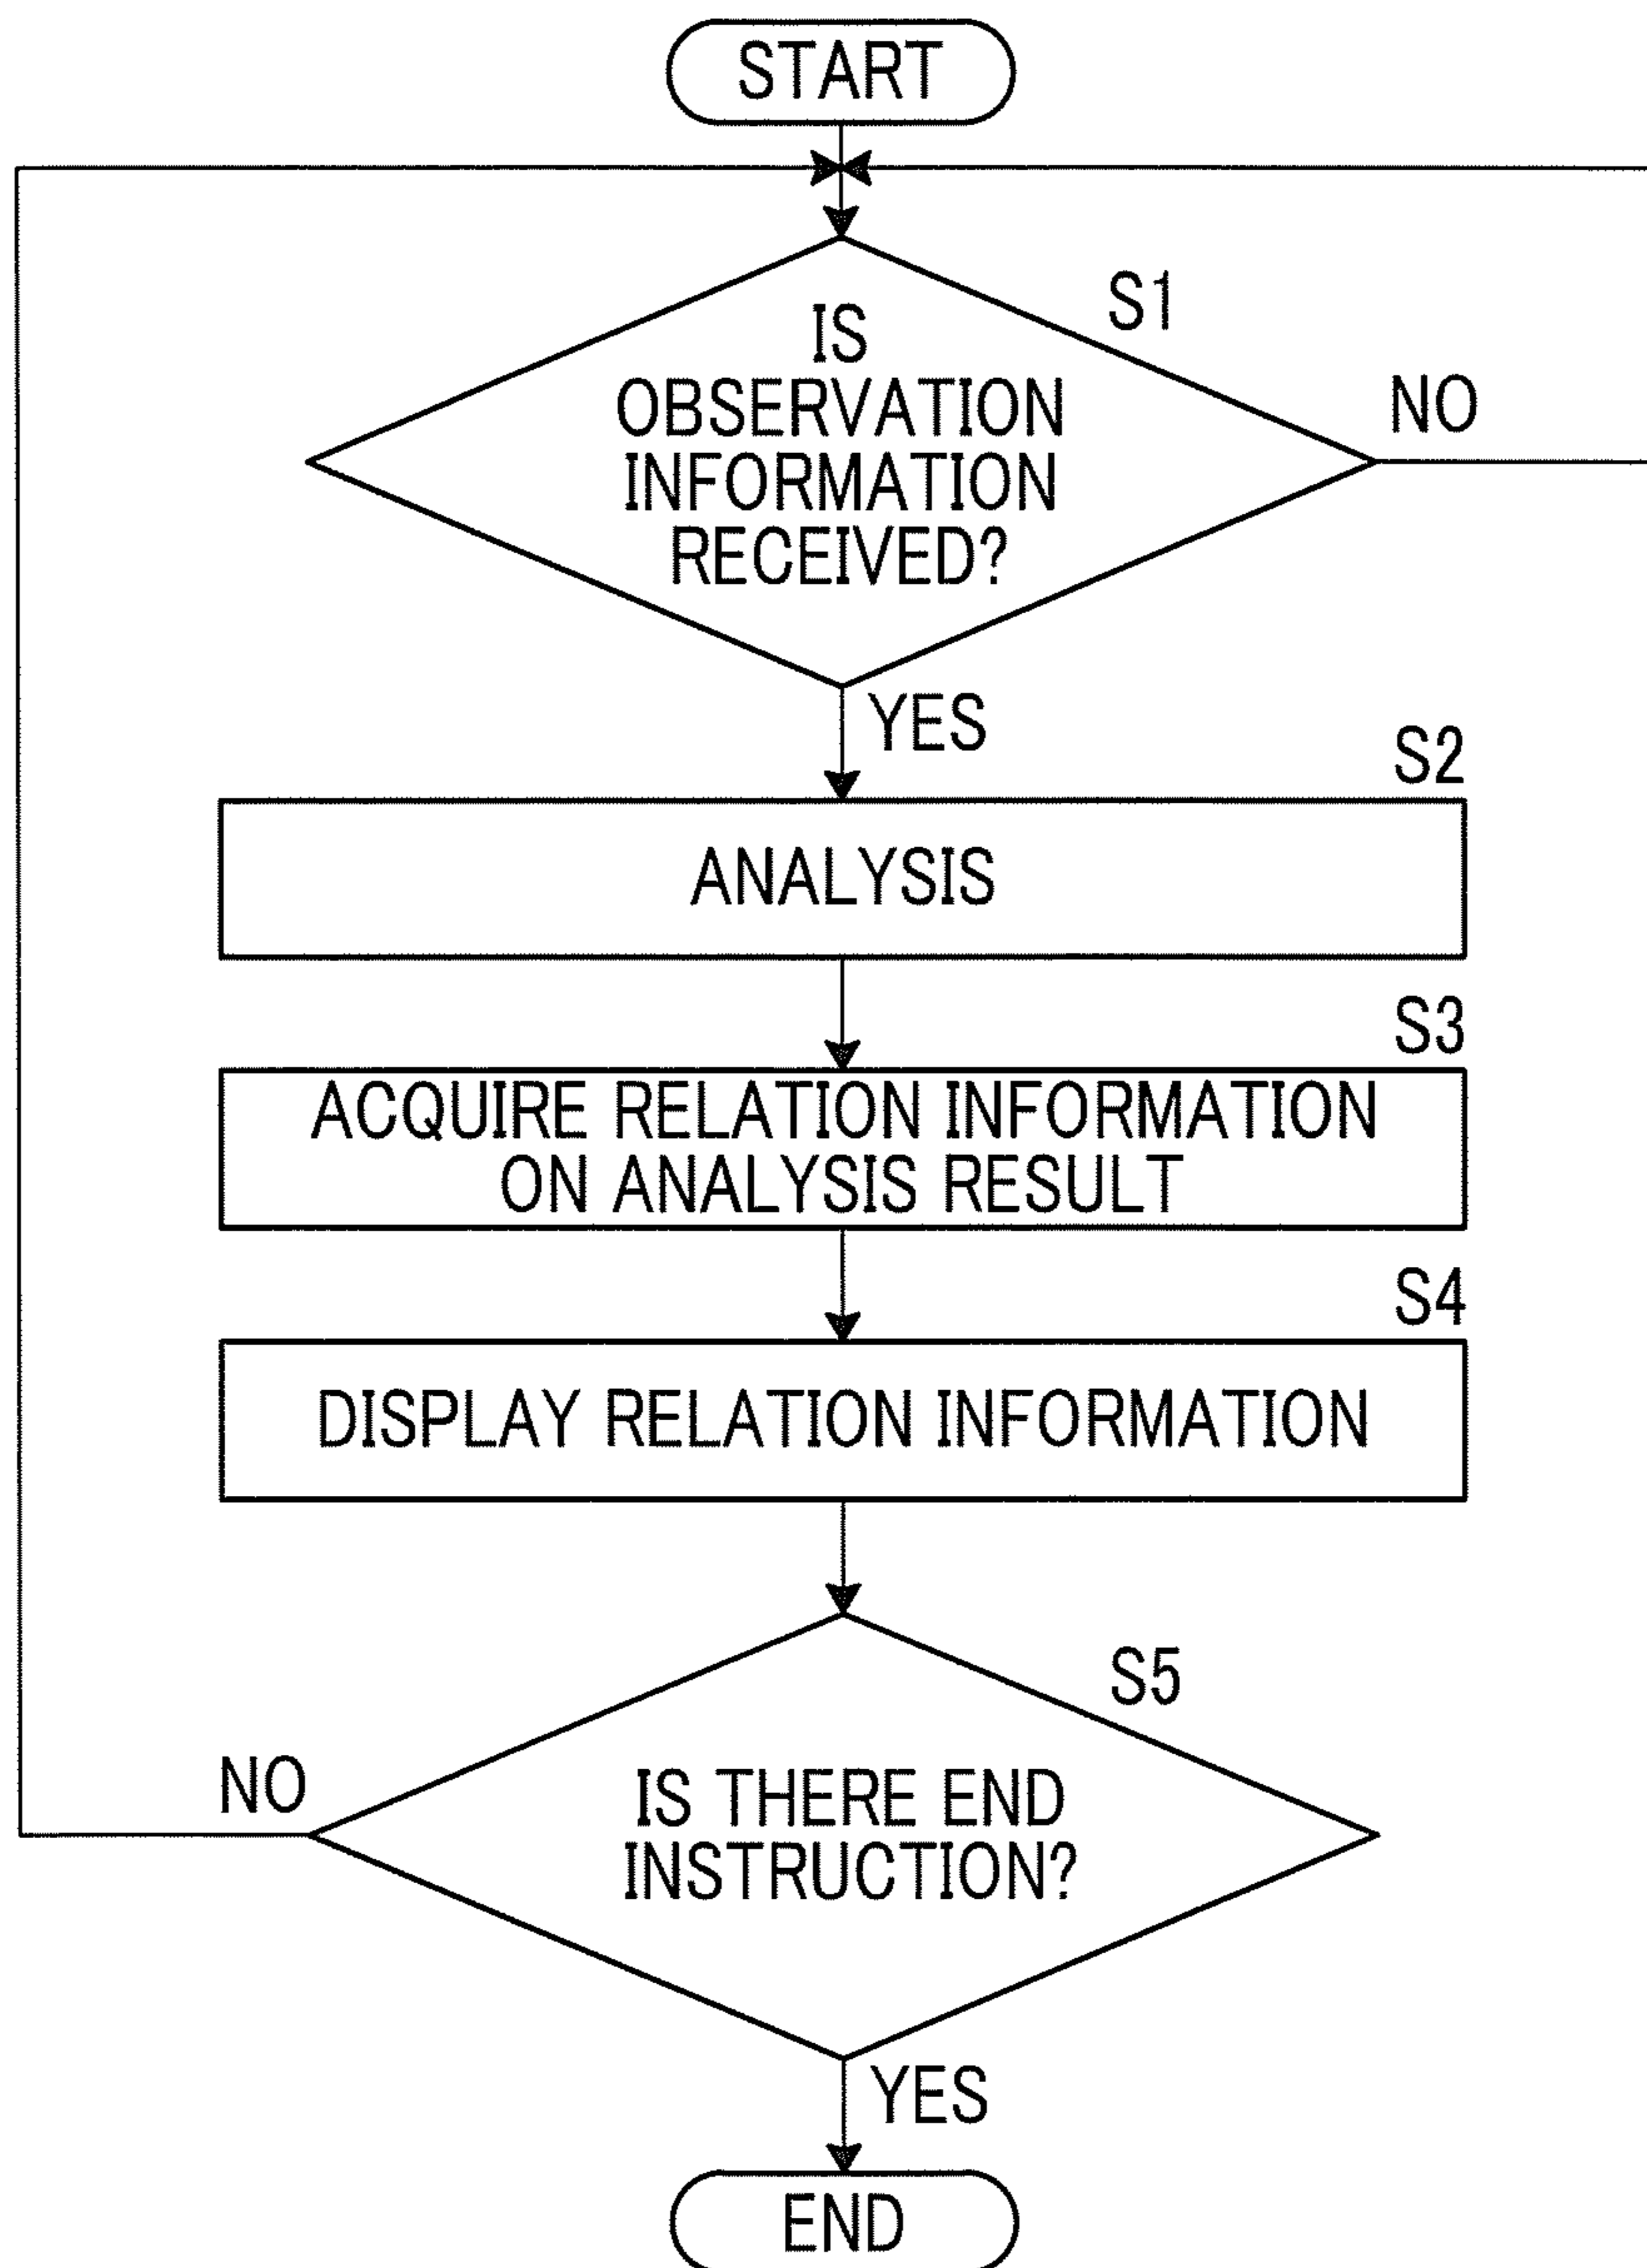 START
S1
IS
OBSERVATION
INFORMATION
RECEIVED?
NO
YES
S2
ANALYSIS
S3
ACQUIRE RELATION INFORMATION
ON ANALYSIS RESULT
S4
DISPLAY RELATION INFORMATION
S5
NO
IS THERE END
INSTRUCTION?
YES
END